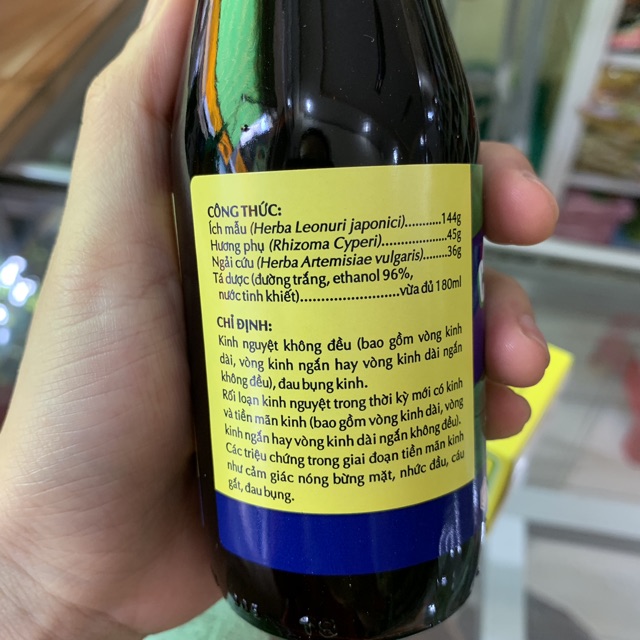 CÔNG THỨC:
Ích mẫu (Herba Leonuri japonici)............144g
Hương phụ (Rhizoma Cyperi)....................45g
Ngải cứu (Herba Artemisiae vulgaris).......36g
Tá dược (đường trắng, ethanol 96%,
nước tinh khiết)..........................vừa đủ 180ml
CHỈ ĐỊNH:
Kinh nguyệt không đều (bao gồm vòng kinh
dài, vòng kinh ngắn hay vòng kinh dài ngắn
không đều), đau bụng kinh.
Rối loạn kinh nguyệt trong thời kỳ mới có kinh
và tiền mãn kinh (bao gồm vòng kinh dài, vòng
kinh ngắn hay vòng kinh dài ngắn không đều).
Các triệu chứng trong giai đoạn tiền mãn kinh
như cảm giác nóng bừng mặt, nhức đầu, cáu
gắt, đau bụng.